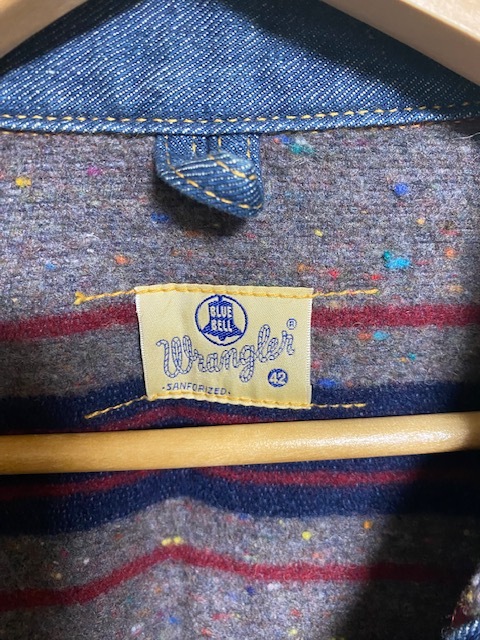 BLUE
BELL
Wrangler®
42
·SANFORIZED·